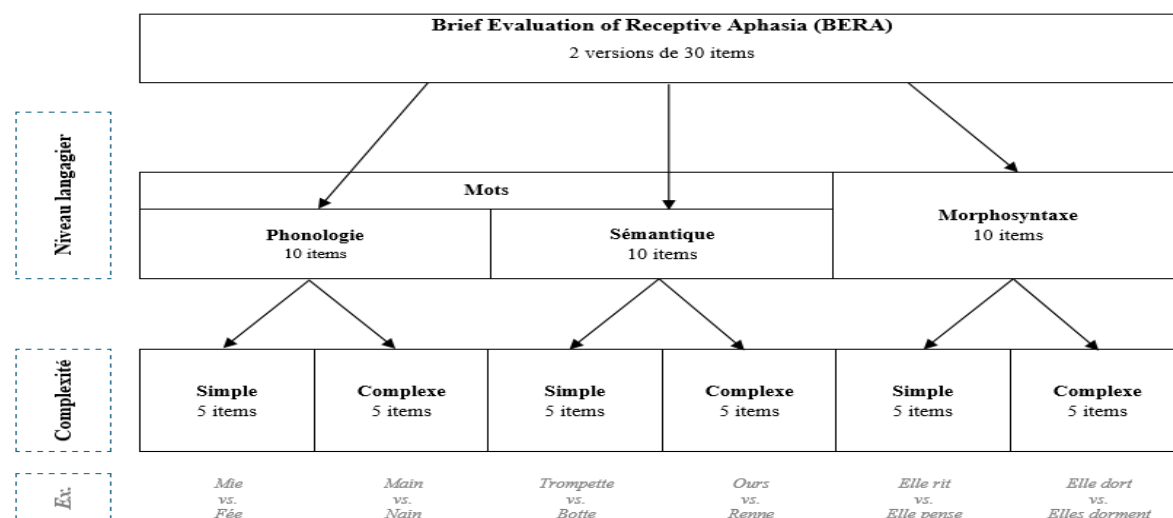 Brief Evaluation of Receptive Aphasia (BERA)
2 versions de 30 items
Niveau langagier
Mots
Phonologie
10 items
Sémantique
10 items
Morphosyntaxe
10 items
Complexité
Simple
5 items
Complexe
5 items
Simple
5 items
Complexe
5 items
Simple
5 items
Complexe
5 items
Ex.
Mie
vs.
Fée
Main
vs.
Nain
Trompette
vs.
Botte
Ours
vs.
Renne
Elle rit
vs.
Elle pense
Elle dort
vs.
Elles dorment